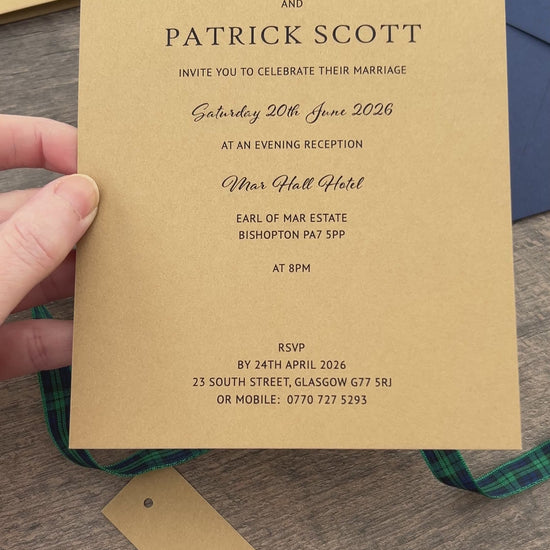 AND
PATRICK SCOTT
INVITE YOU TO CELEBRATE THEIR MARRIAGE
Saturday 20th June 2026
AT AN EVENING RECEPTION
Mar Hall Hotel
EARL OF MAR ESTATE
BISHOPTON PA7 5PP
AT 8PM
RSVP
BY 24TH APRIL 2026
23 SOUTH STREET, GLASGOW G77 5RJ
OR MOBILE: 0770 727 5293